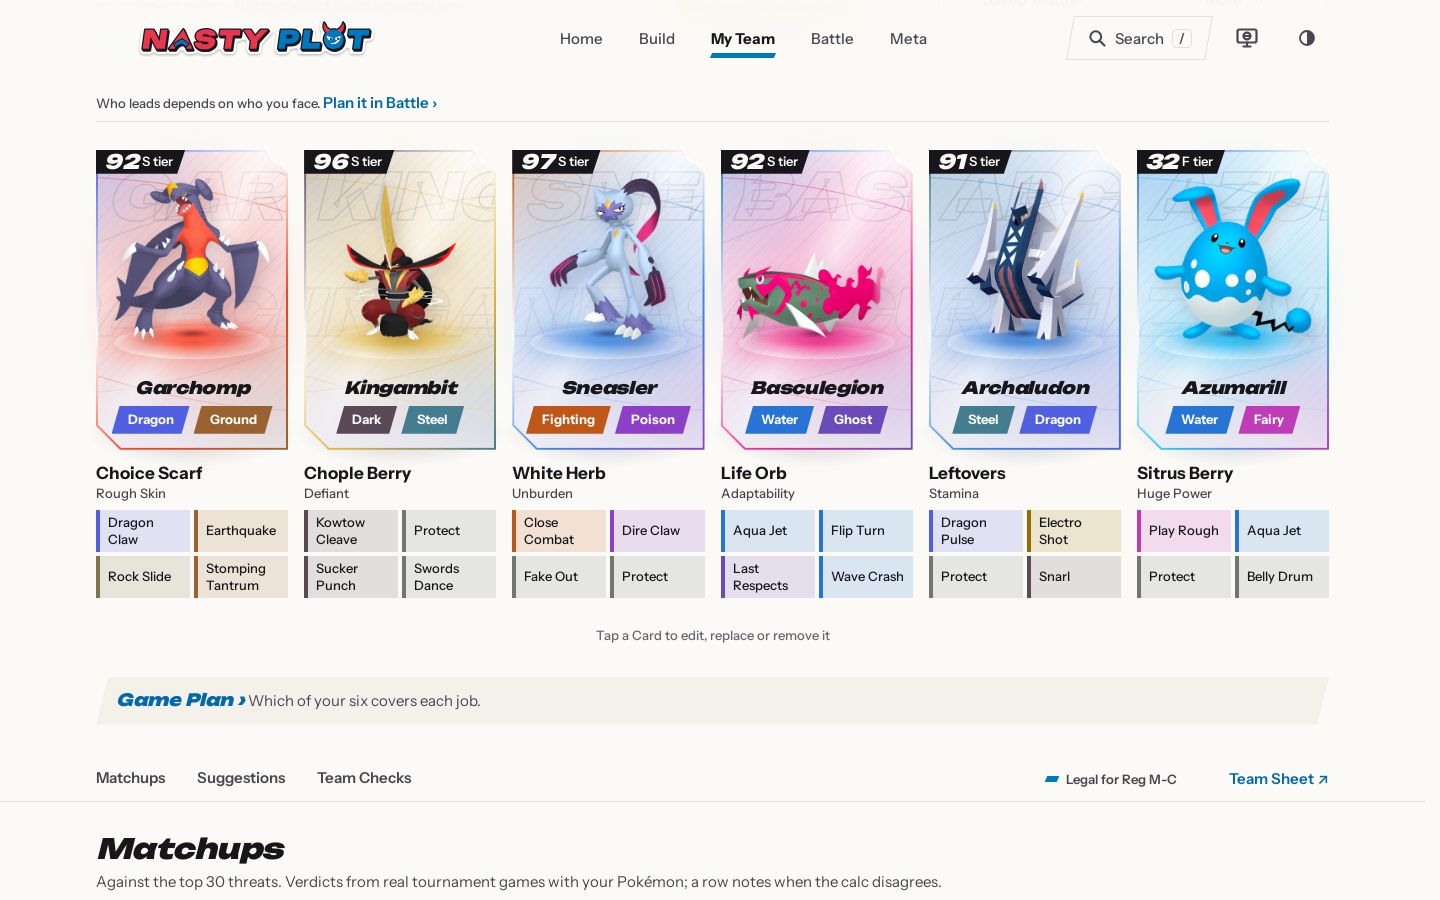 NASTY PLOT
Home
Build
My Team
Battle
Meta
Search /
Who leads depends on who you face. Plan it in Battle ›
92 S tier
96 S tier
97 S tier
92 S tier
91 S tier
32 F tier
Garchomp
Kingambit
Sneasler
Basculegion
Archaludon
Azumarill
Dragon
Ground
Dark
Steel
Fighting
Poison
Water
Ghost
Steel
Dragon
Water
Fairy
Choice Scarf
Rough Skin
Dragon
Claw
Earthquake
Rock Slide
Stomping
Tantrum
Chople Berry
Defiant
Kowtow
Cleave
Protect
Sucker
Punch
Swords
Dance
White Herb
Unburden
Close
Combat
Dire Claw
Fake Out
Protect
Life Orb
Adaptability
Aqua Jet
Flip Turn
Last
Respects
Wave Crash
Leftovers
Stamina
Dragon
Pulse
Electro
Shot
Protect
Snarl
Sitrus Berry
Huge Power
Play Rough
Aqua Jet
Protect
Belly Drum
Tap a Card to edit, replace or remove it
Game Plan › Which of your six covers each job.
Matchups
Suggestions
Team Checks
Legal for Reg M-C
Team Sheet ↗
Matchups
Against the top 30 threats. Verdicts from real tournament games with your Pokémon; a row notes when the calc disagrees.